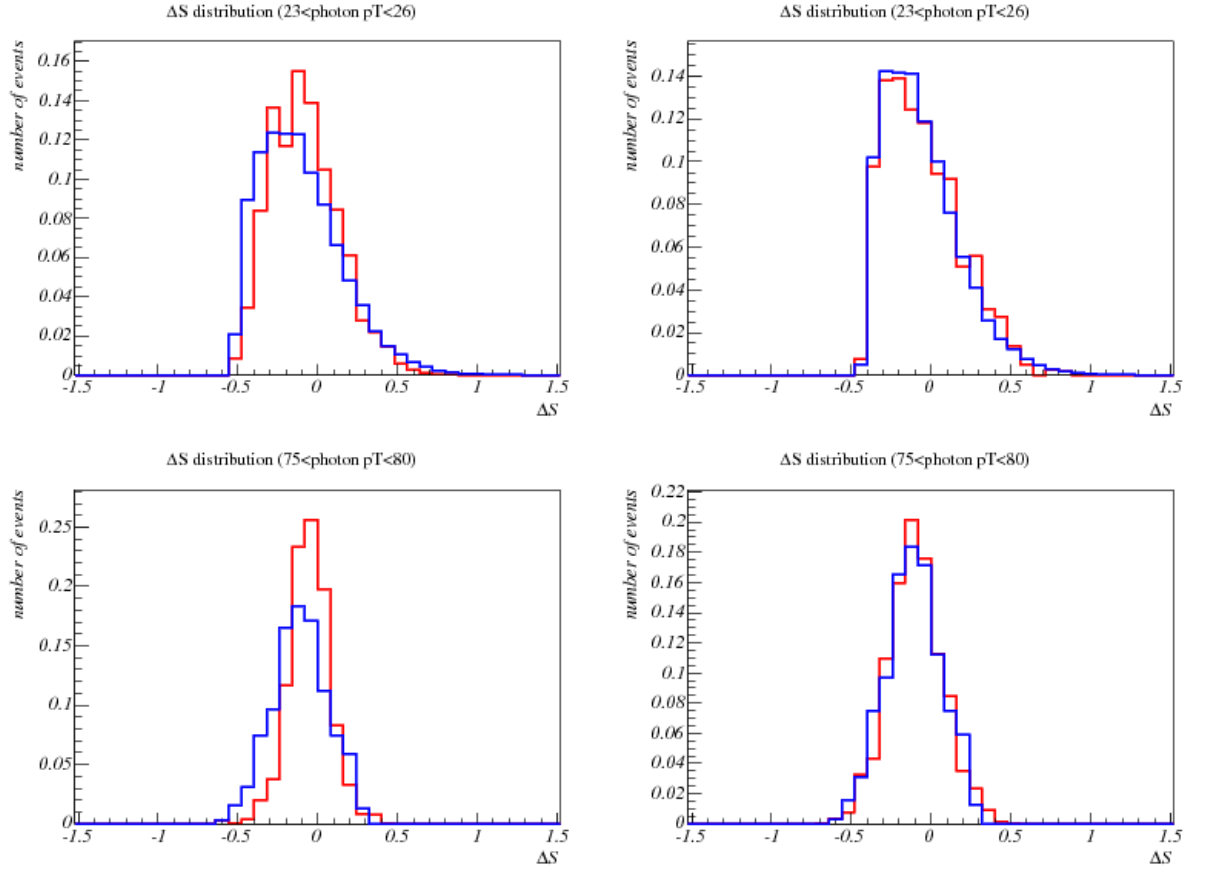 ΔS distribution (23<photon pT<26)
number of events
0.16
0.14
0.12
0.1
0.08
0.06
0.04
0.02
0
-1.5 -1 -0.5 0 0.5 1 1.5
ΔS
ΔS distribution (23<photon pT<26)
number of events
0.14
0.12
0.1
0.08
0.06
0.04
0.02
0
-1.5 -1 -0.5 0 0.5 1 1.5
ΔS
ΔS distribution (75<photon pT<80)
number of events
0.25
0.2
0.15
0.1
0.05
0
-1.5 -1 -0.5 0 0.5 1 1.5
ΔS
ΔS distribution (75<photon pT<80)
number of events
0.22
0.2
0.18
0.16
0.14
0.12
0.1
0.08
0.06
0.04
0.02
0
-1.5 -1 -0.5 0 0.5 1 1.5
ΔS